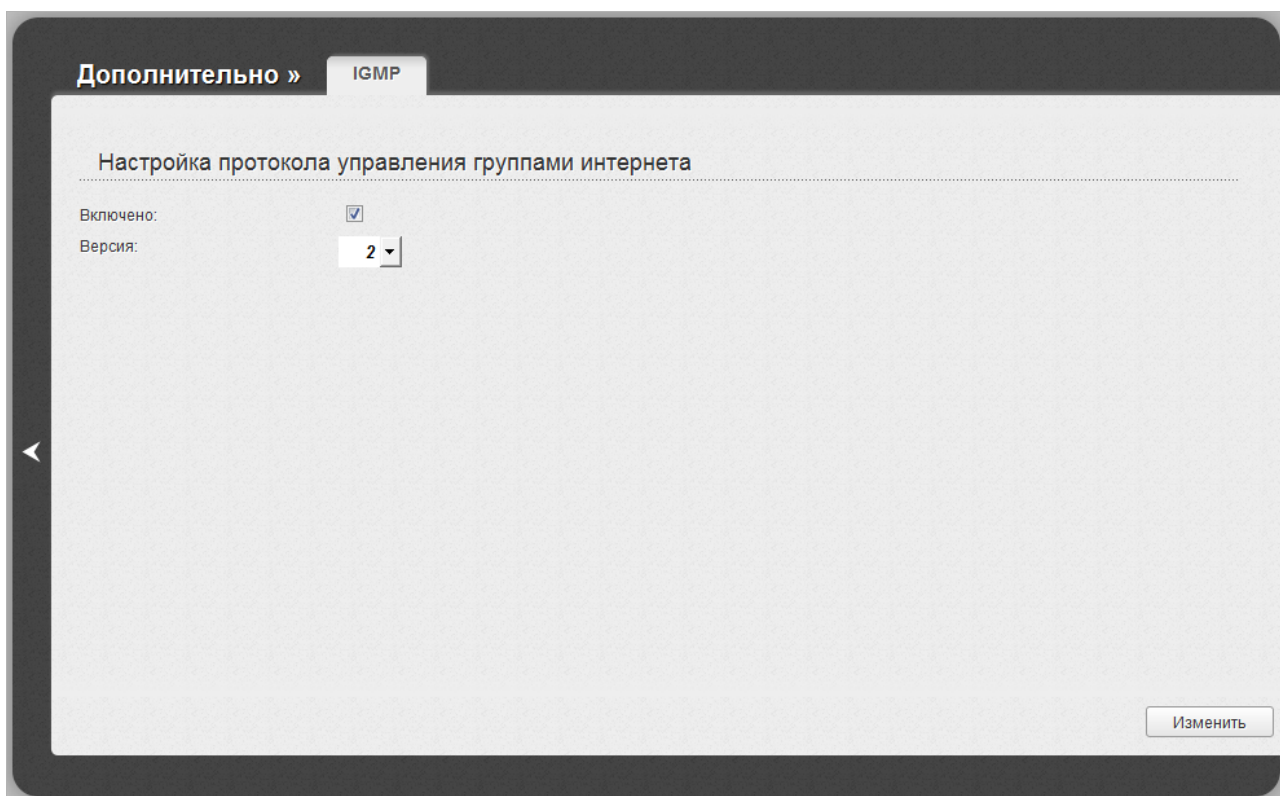 Дополнительно »
IGMP
Настройка протокола управления группами интернета
Включено:
Версия:
2
Изменить